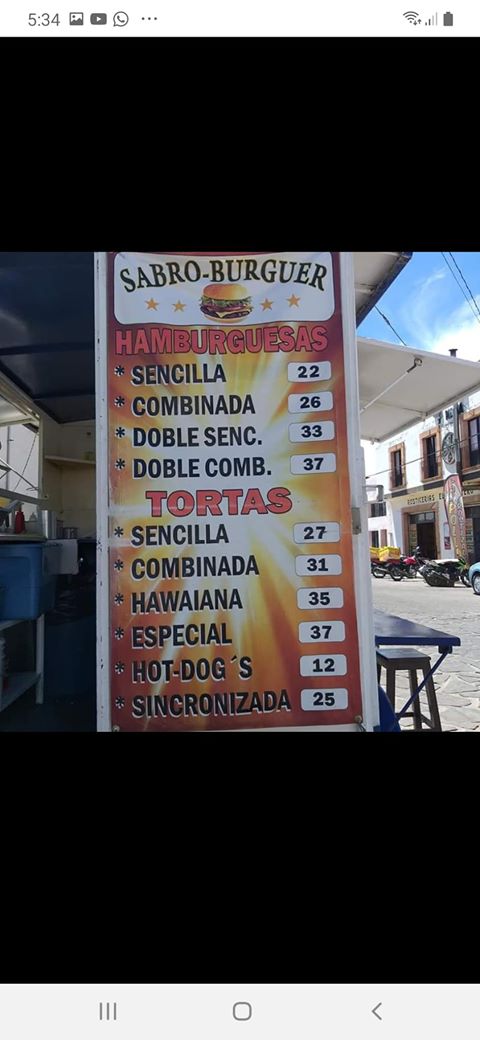 5:34
SABRO-BURGUER
HAMBURGUESAS
* SENCILLA 22
* COMBINADA 26
* DOBLE SENC. 33
* DOBLE COMB. 37
TORTAS
* SENCILLA 27
* COMBINADA 31
* HAWAIANA 35
* ESPECIAL 37
* HOT-DOG´S 12
* SINCRONIZADA 25
ROSTICERIAS